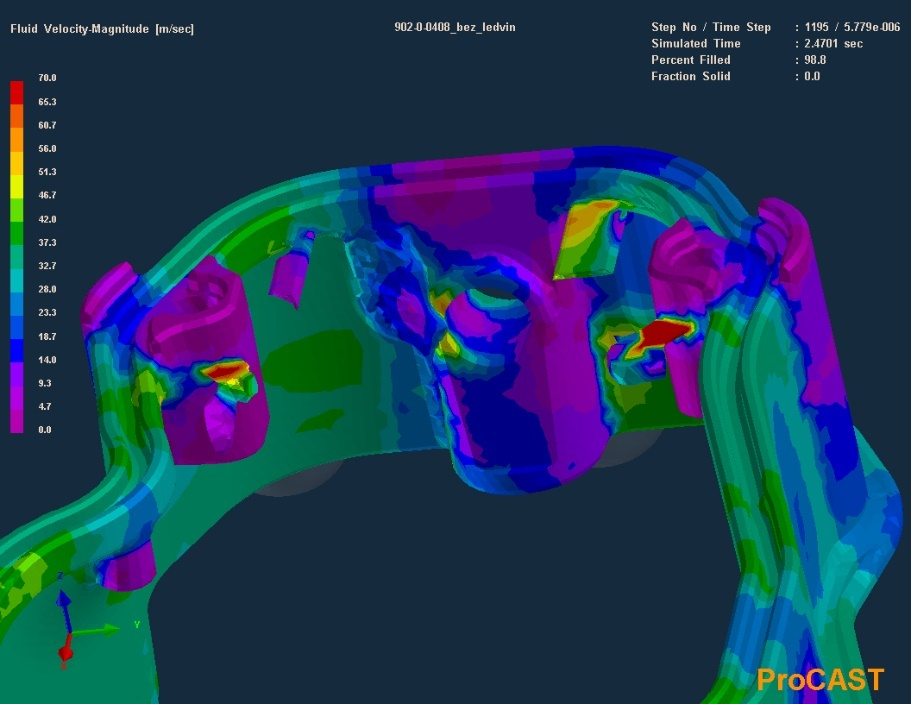 Fluid Velocity-Magnitude [m/sec]
902-0-0408_bez_ledvin
Step No / Time Step : 1195 / 5.779e-006
Simulated Time : 2.4701 sec
Percent Filled : 98.8
Fraction Solid : 0.0
70.0
65.3
60.7
56.0
51.3
46.7
42.0
37.3
32.7
28.0
23.3
18.7
14.0
9.3
4.7
0.0
Z
Y
ProCAST